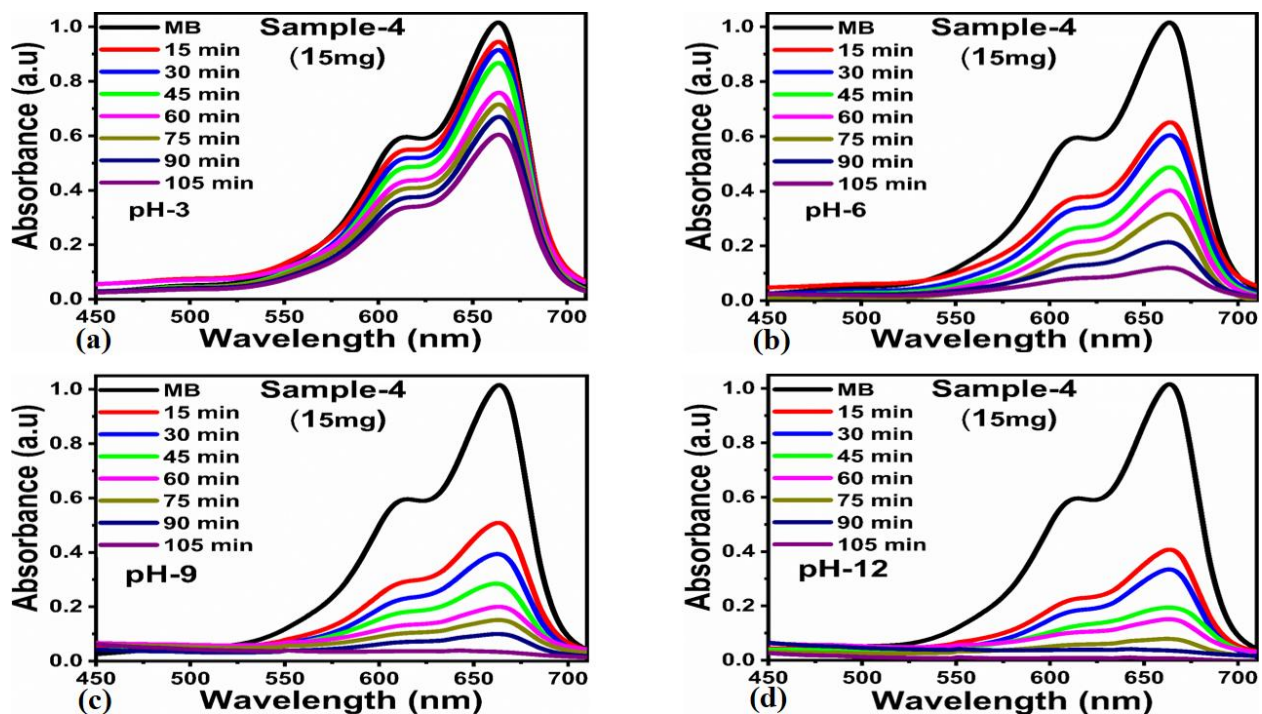 Absorbance (a.u)
1.0
0.8
0.6
0.4
0.2
0.0
MB
15 min
30 min
45 min
60 min
75 min
90 min
105 min
pH-3
Sample-4
(15mg)
450 500 550 600 650 700
Wavelength (nm)
(a)
Absorbance (a.u)
1.0
0.8
0.6
0.4
0.2
0.0
MB
15 min
30 min
45 min
60 min
75 min
90 min
105 min
pH-6
Sample-4
(15mg)
450 500 550 600 650 700
Wavelength (nm)
(b)
Absorbance (a.u)
1.0
0.8
0.6
0.4
0.2
0.0
MB
15 min
30 min
45 min
60 min
75 min
90 min
105 min
pH-9
Sample-4
(15mg)
450 500 550 600 650 700
Wavelength (nm)
(c)
Absorbance (a.u)
1.0
0.8
0.6
0.4
0.2
0.0
MB
15 min
30 min
45 min
60 min
75 min
90 min
105 min
pH-12
Sample-4
(15mg)
450 500 550 600 650 700
Wavelength (nm)
(d)